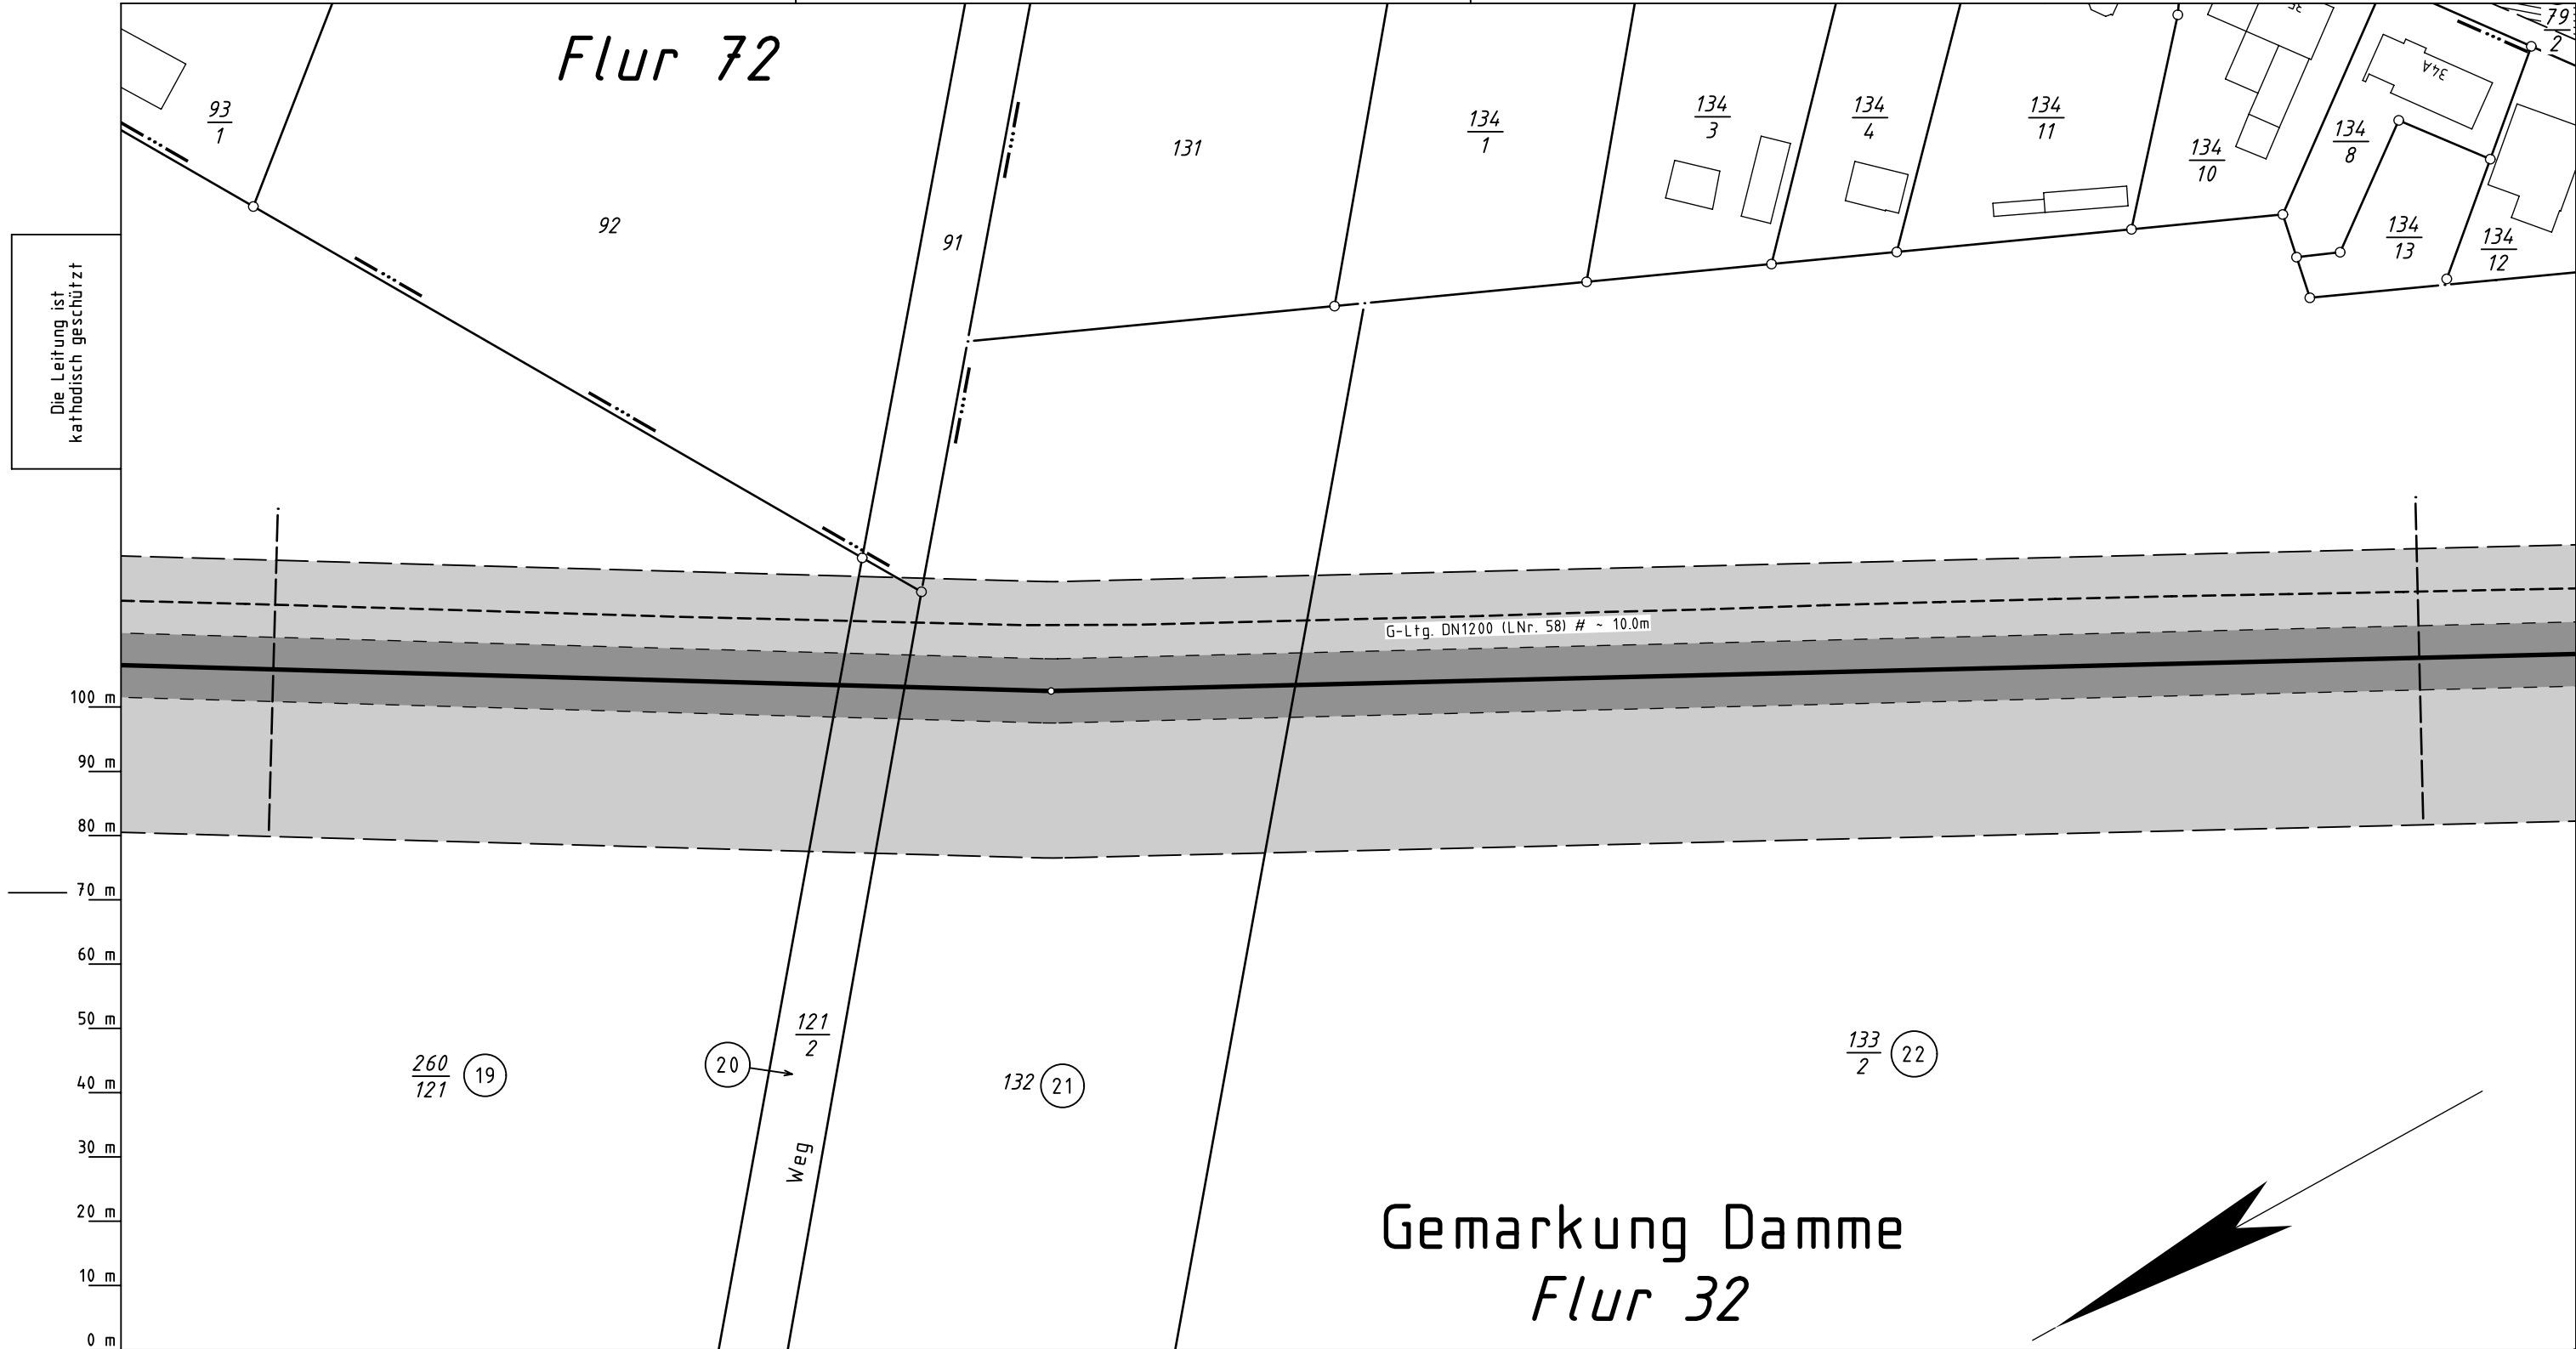 Flur 72
79
2
34A
93
1
92
91
131
134
1
134
3
134
4
134
11
134
10
134
8
134
13
134
12
Die Leitung ist
kathodisch geschützt
G-Ltg. DN1200 (LNr. 58) # ~ 10.0m
100 m
90 m
80 m
70 m
60 m
50 m
40 m
30 m
20 m
10 m
0 m
260
121
19
20
121
2
Weg
132
21
133
2
22
Gemarkung Damme
Flur 32